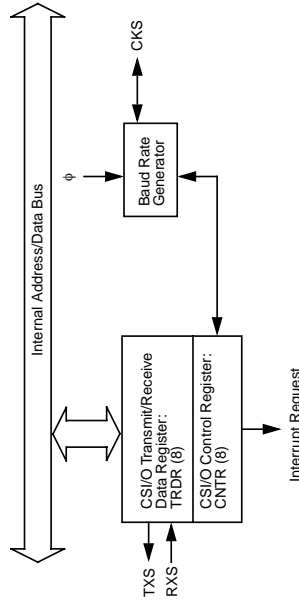 Internal Address/Data Bus
φ
CKS
Baud Rate
Generator
CSI/O Transmit/Receive
Data Register:
TRDR (8)
CSI/O Control Register:
CNTR (8)
TXS
RXS
Interrupt Request